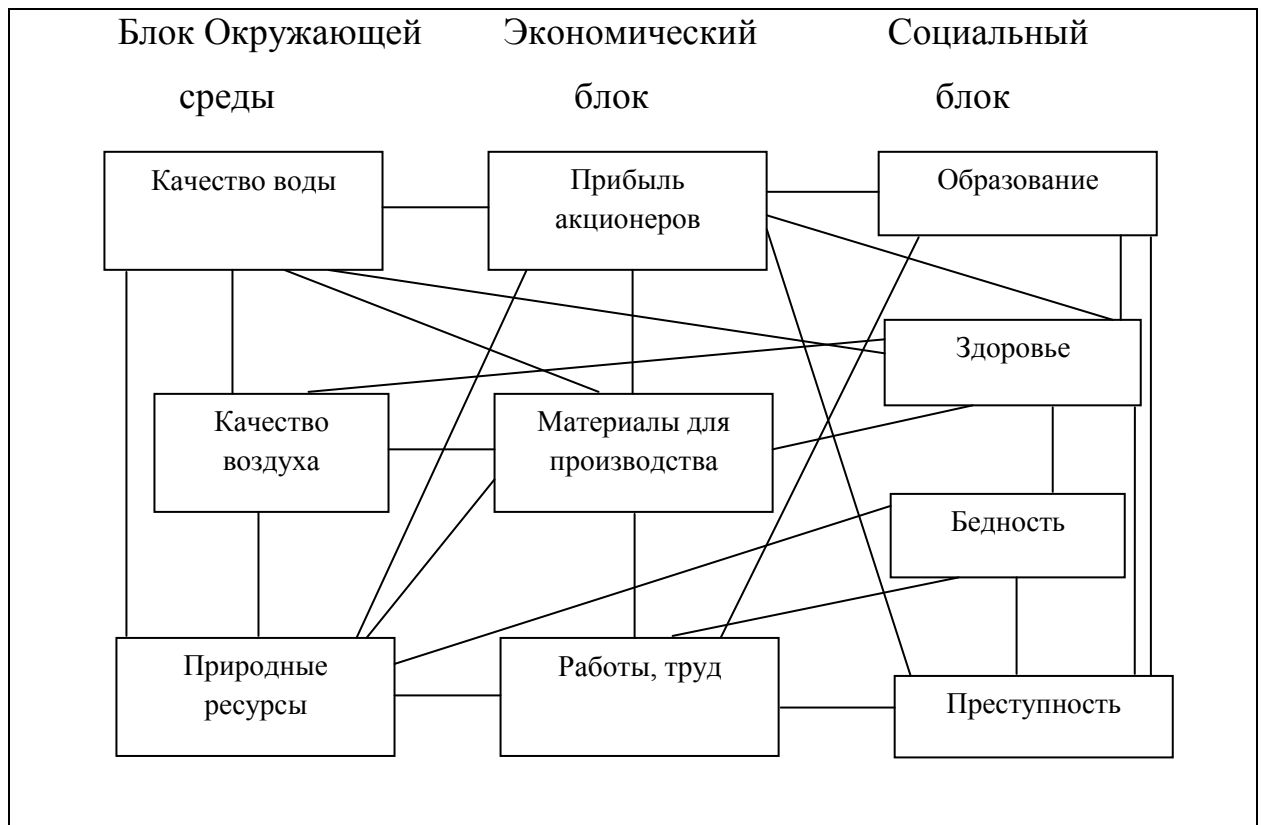 Блок Окружающей
среды
Экономический
блок
Социальный
блок
Качество воды
Прибыль
акционеров
Образование
Здоровье
Качество
воздуха
Материалы для
производства
Бедность
Природные
ресурсы
Работы, труд
Преступность